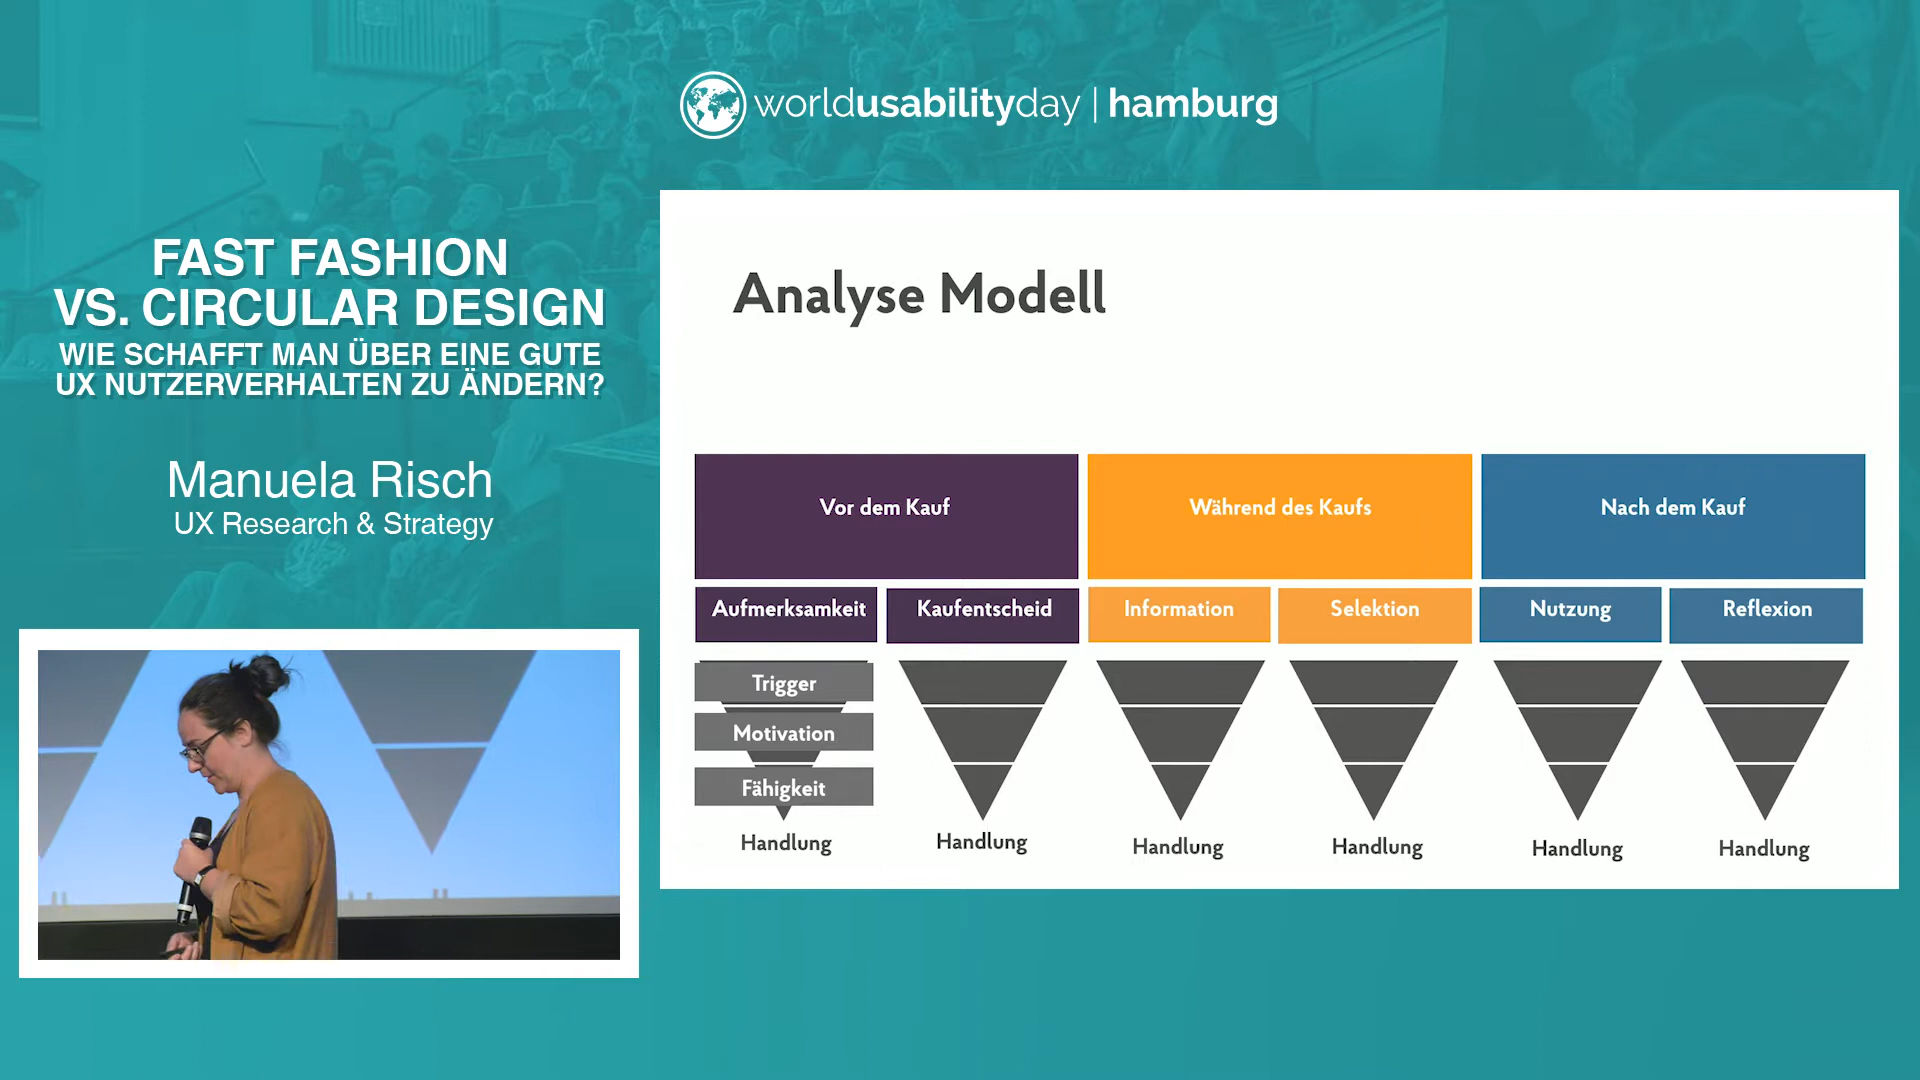 worldusabilityday | hamburg
FAST FASHION
VS. CIRCULAR DESIGN
WIE SCHAFFT MAN ÜBER EINE GUTE
UX NUTZERVERHALTEN ZU ÄNDERN?
Manuela Risch
UX Research & Strategy
Analyse Modell
Vor dem Kauf
Während des Kaufs
Nach dem Kauf
Aufmerksamkeit
Kaufentscheid
Information
Selektion
Nutzung
Reflexion
Trigger
Motivation
Fähigkeit
Handlung
Handlung
Handlung
Handlung
Handlung
Handlung